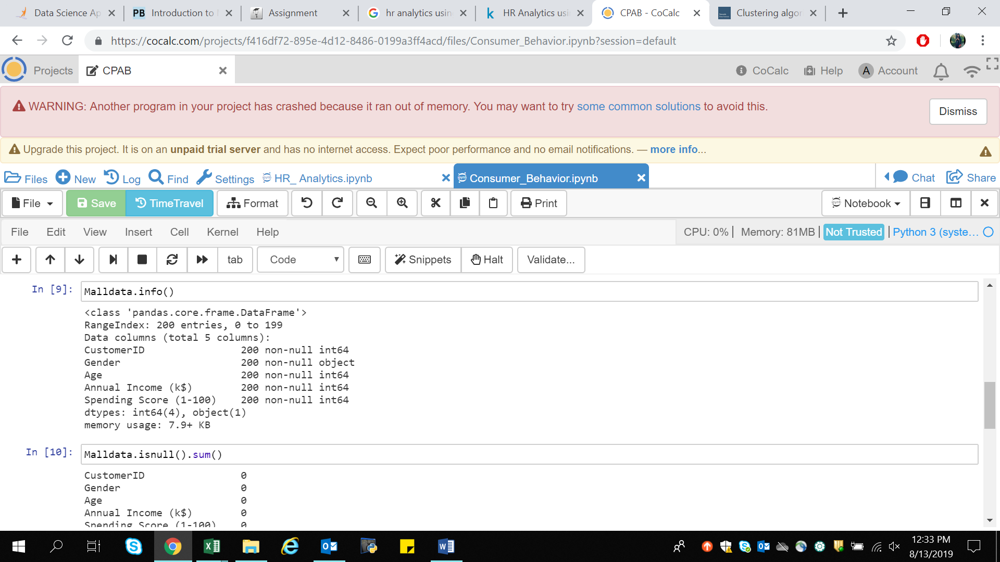 Data Science Ap
Introduction to
Assignment
hr analytics usin
HR Analytics usi
CPAB - CoCalc
Clustering algor
https://cocalc.com/projects/f416df72-895e-4d12-8486-0199a3ff4acd/files/Consumer_Behavior.ipynb?session=default
Projects
CPAB
CoCalc
Help
A Account
WARNING: Another program in your project has crashed because it ran out of memory. You may want to try some common solutions to avoid this.
Dismiss
Upgrade this project. It is on an unpaid trial server and has no internet access. Expect poor performance and no email notifications. — more info...
Files
New
Log
Find
Settings
HR_ Analytics.ipynb
Consumer_Behavior.ipynb
Chat
Share
File
Save
TimeTravel
Format
Print
Notebook
File Edit View Insert Cell Kernel Help
CPU: 0% | Memory: 81MB | Not Trusted | Python 3 (syste...
tab
Code
Snippets
Halt
Validate...
In [9]: Malldata.info()
<class 'pandas.core.frame.DataFrame'>
RangeIndex: 200 entries, 0 to 199
Data columns (total 5 columns):
CustomerID 200 non-null int64
Gender 200 non-null object
Age 200 non-null int64
Annual Income (k$) 200 non-null int64
Spending Score (1-100) 200 non-null int64
dtypes: int64(4), object(1)
memory usage: 7.9+ KB
In [10]: Malldata.isnull().sum()
CustomerID 0
Gender 0
Age 0
Annual Income (k$) 0
Spending Score (1-100) 0
12:33 PM
8/13/2019